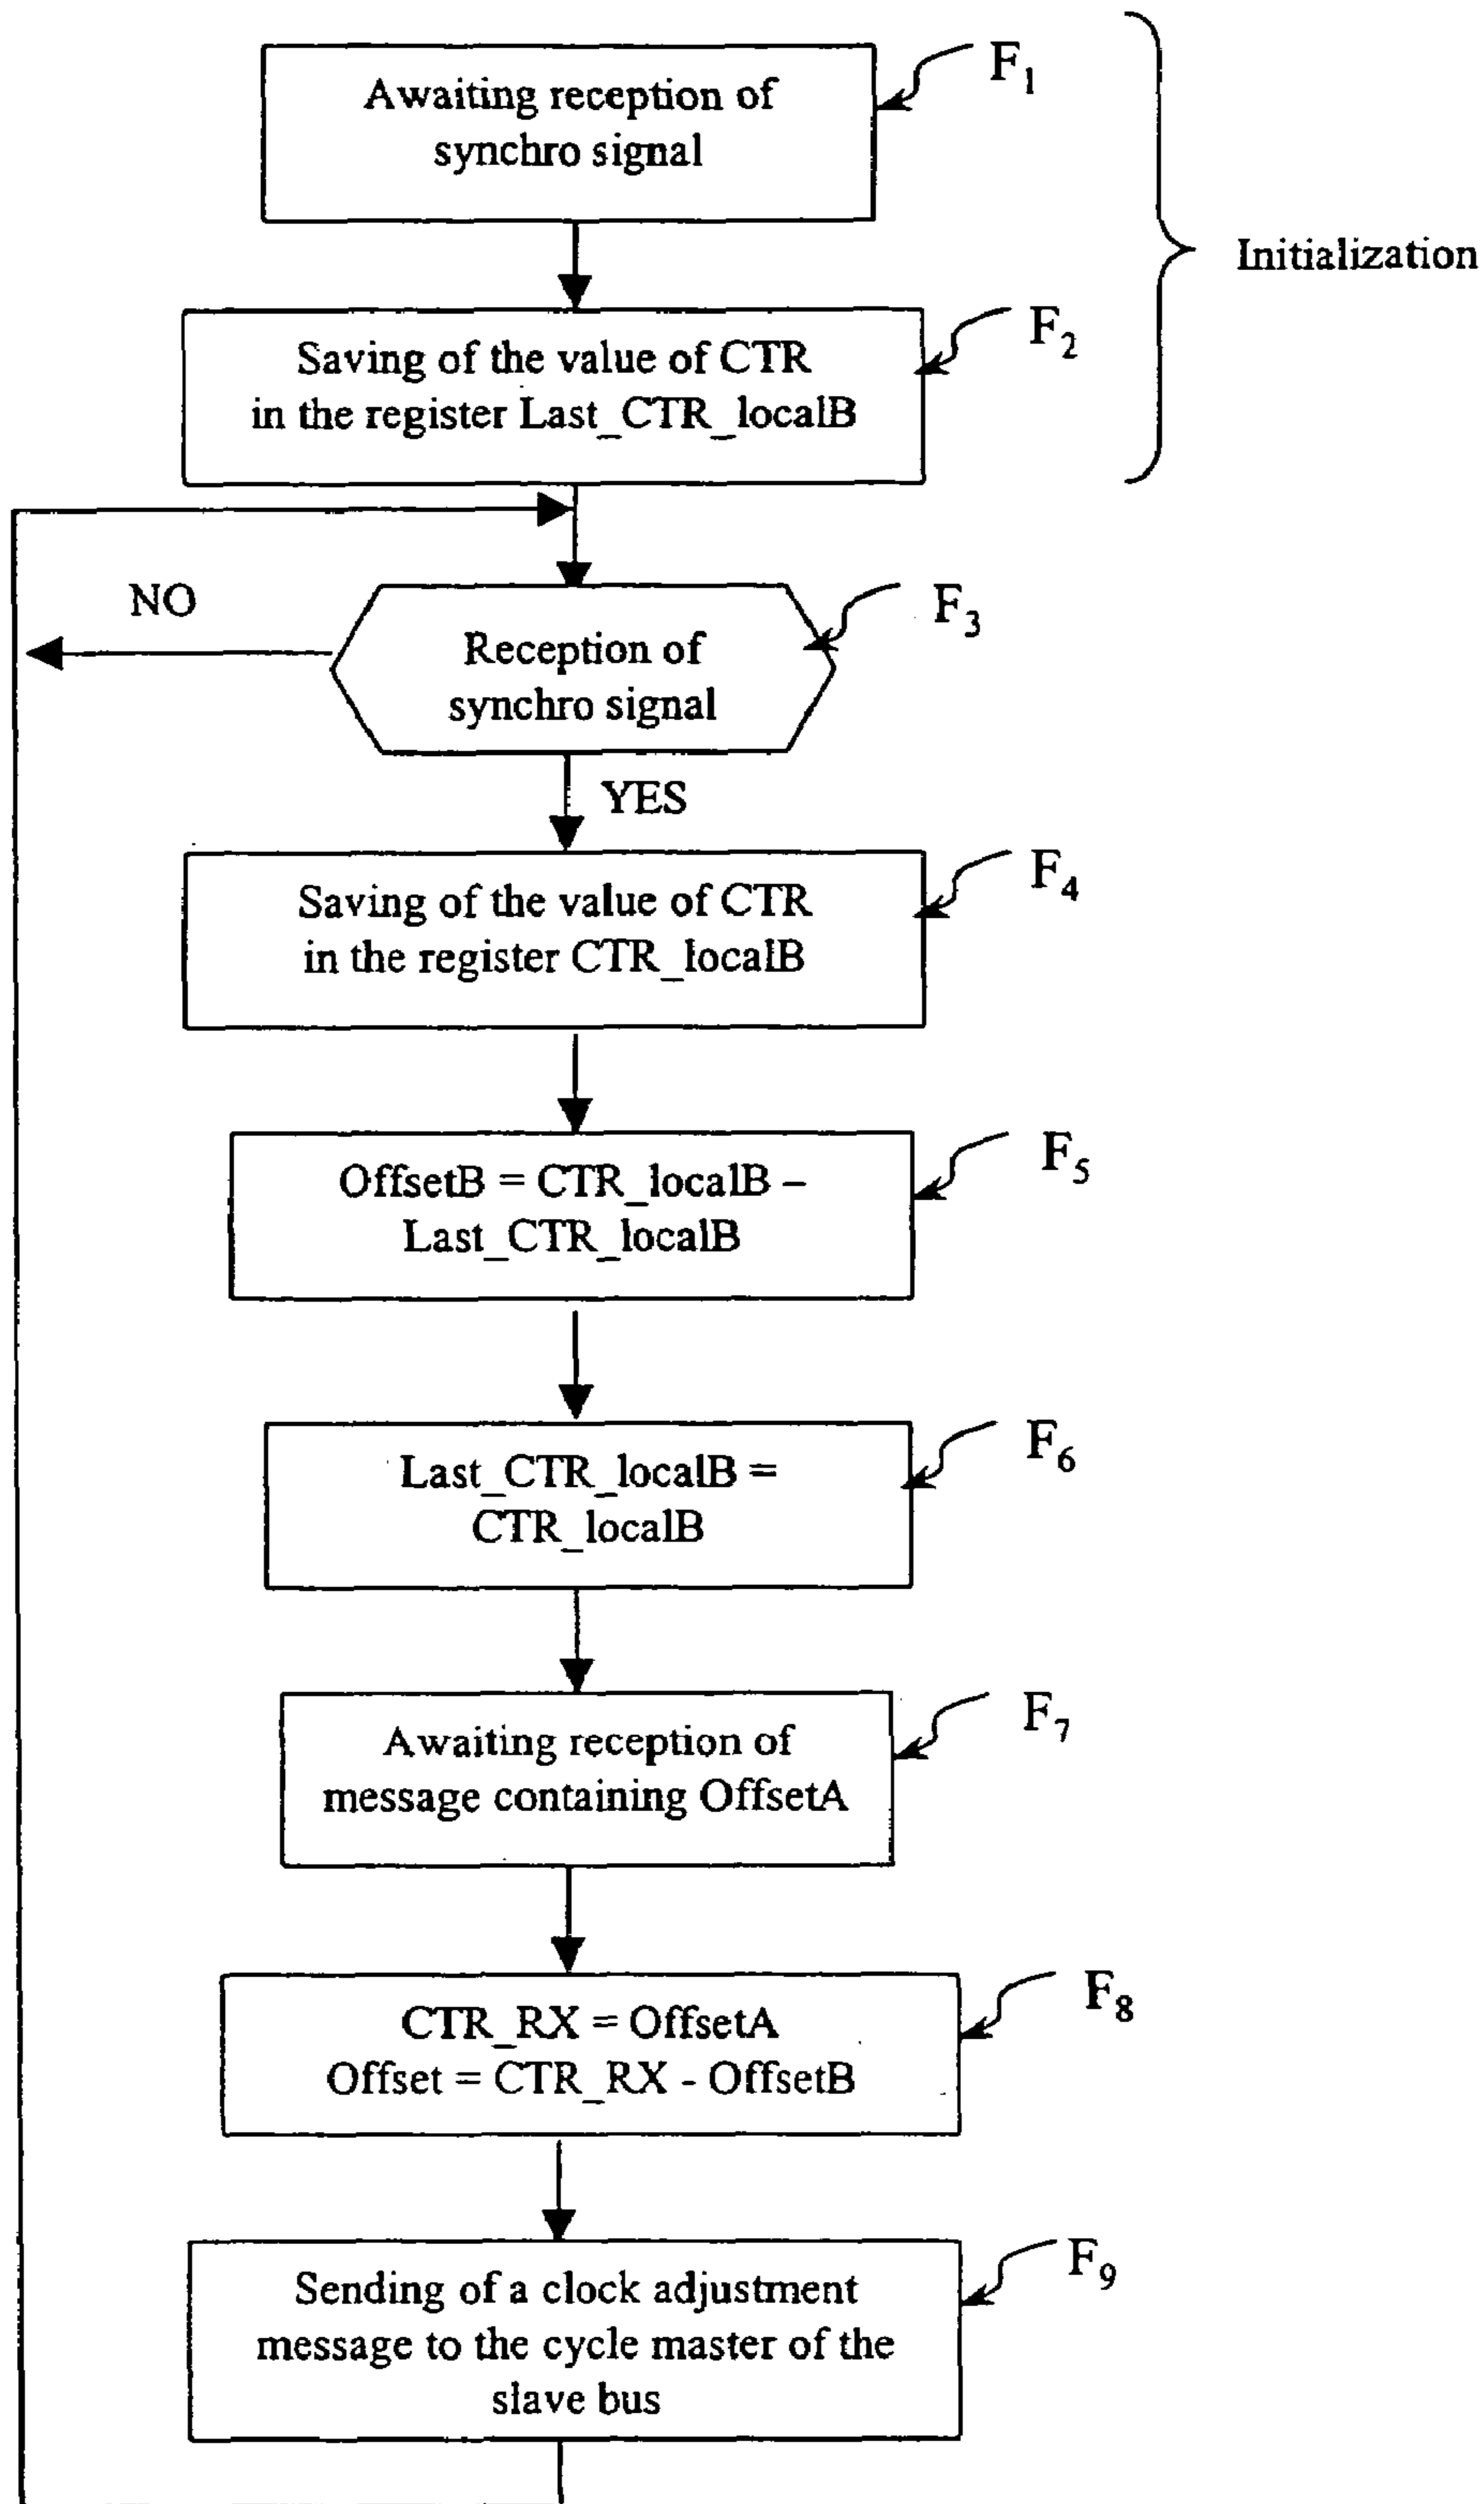 Awaiting reception of
synchro signal
F1
Initialization
Saving of the value of CTR
in the register Last_CTR_localB
F2
NO
Reception of
synchro signal
F3
YES
Saving of the value of CTR
in the register CTR_localB
F4
OffsetB = CTR_localB –
Last_CTR_localB
F5
Last_CTR_localB =
CTR_localB
F6
Awaiting reception of
message containing OffsetA
F7
CTR_RX = OffsetA
Offset = CTR_RX - OffsetB
F8
Sending of a clock adjustment
message to the cycle master of the
slave bus
F9